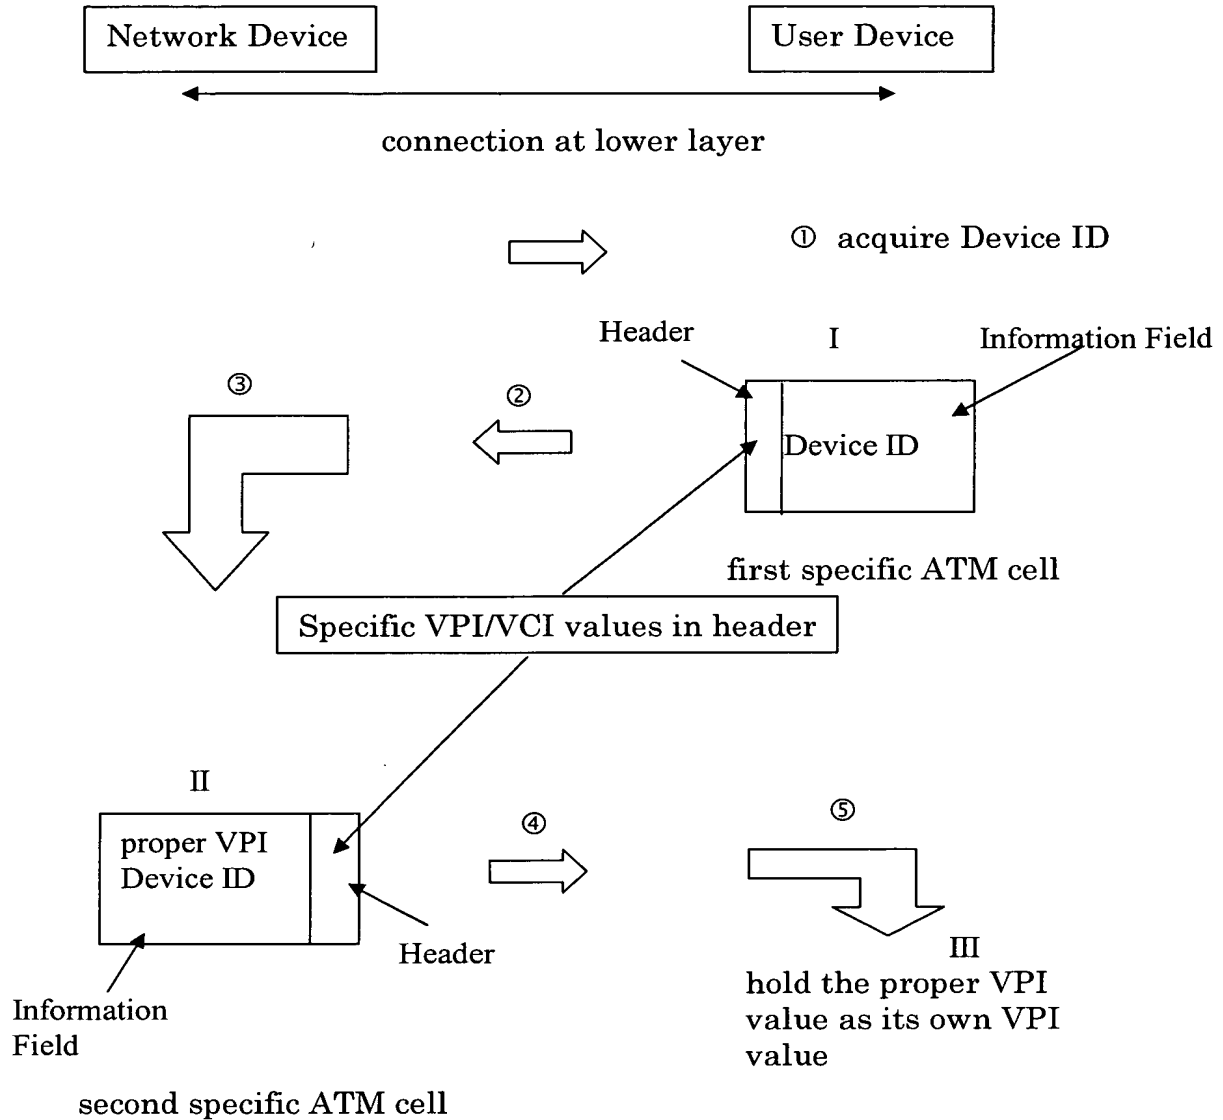 Network Device
User Device
connection at lower layer
① acquire Device ID
Header
I
Information Field
③
②
Device ID
first specific ATM cell
Specific VPI/VCI values in header
II
④
⑤
proper VPI
Device ID
Header
III
hold the proper VPI
value as its own VPI
value
Information
Field
second specific ATM cell